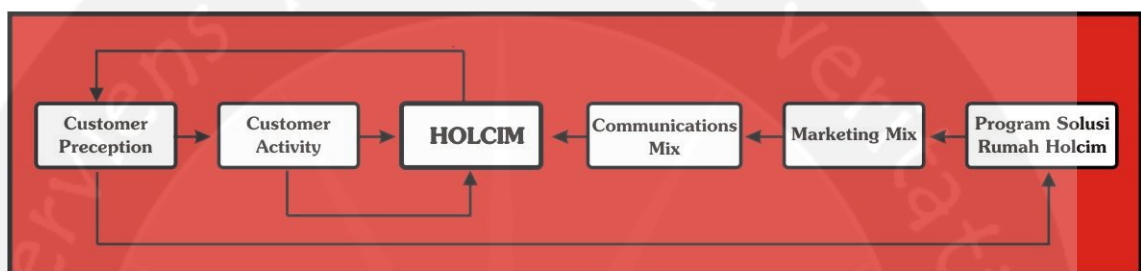 Customer
Preception
Customer
Activity
HOLCIM
Communications
Mix
Marketing Mix
Program Solusi
Rumah Holcim